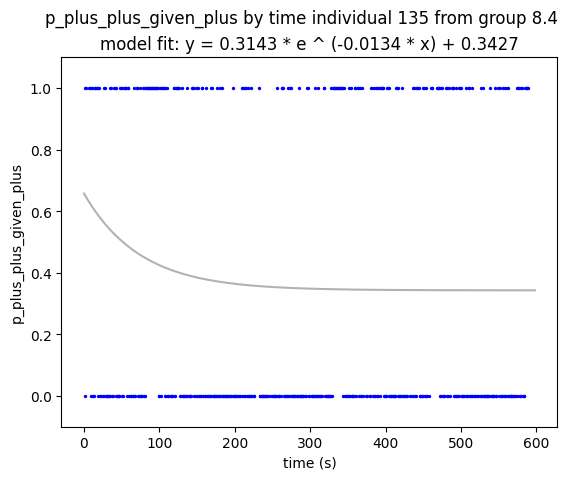 p_plus_plus_given_plus by time individual 135 from group 8.4
model fit: y = 0.3143 * e ^ (-0.0134 * x) + 0.3427
1.0
0.8
0.6
0.4
0.2
0.0
p_plus_plus_given_plus
0 100 200 300 400 500 600
time (s)